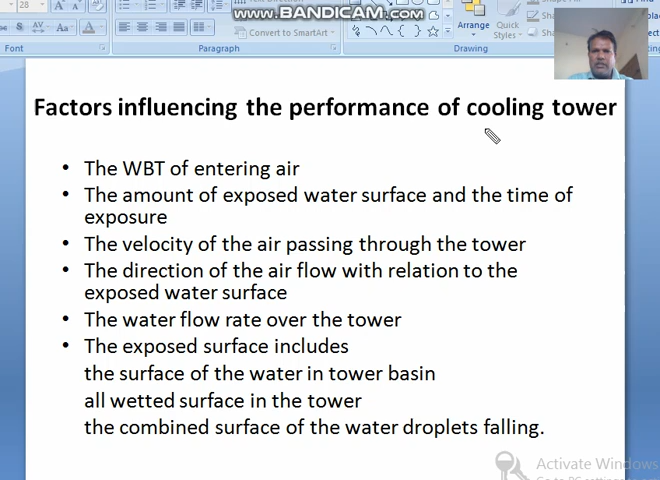 28
www.BANDICAM.com
Convert to SmartArt
Arrange
Quick
Styles
Font
Paragraph
Drawing
Factors influencing the performance of cooling tower
• The WBT of entering air
• The amount of exposed water surface and the time of
exposure
• The velocity of the air passing through the tower
• The direction of the air flow with relation to the
exposed water surface
• The water flow rate over the tower
• The exposed surface includes
the surface of the water in tower basin
all wetted surface in the tower
the combined surface of the water droplets falling.
Activate Windows